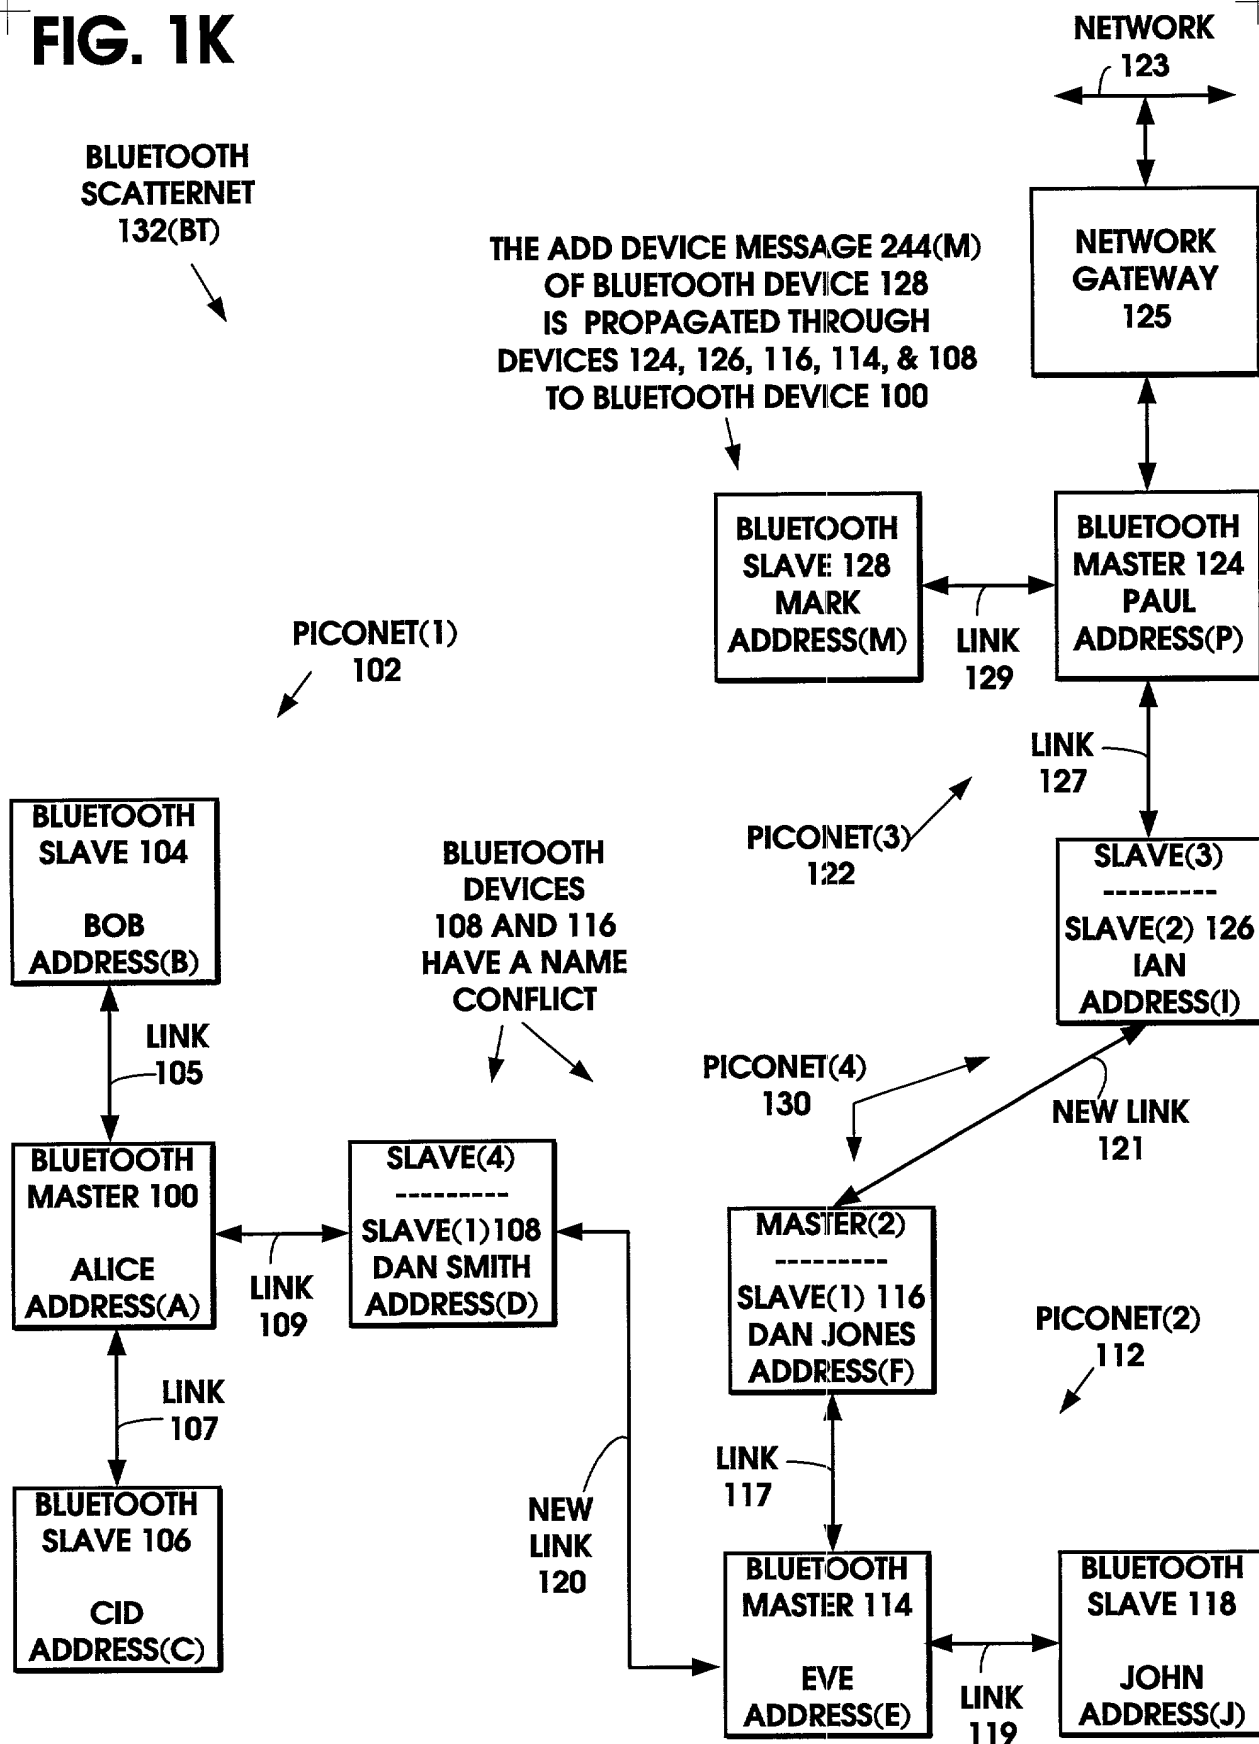 FIG. 1K
NETWORK
123
BLUETOOTH
SCATTERNET
132(BT)
THE ADD DEVICE MESSAGE 244(M)
OF BLUETOOTH DEVICE 128
IS PROPAGATED THROUGH
DEVICES 124, 126, 116, 114, & 108
TO BLUETOOTH DEVICE 100
NETWORK
GATEWAY
125
BLUETOOTH
SLAVE 128
MARK
ADDRESS(M)
LINK
129
BLUETOOTH
MASTER 124
PAUL
ADDRESS(P)
PICONET(1)
102
LINK
127
PICONET(3)
122
BLUETOOTH
SLAVE 104
BOB
ADDRESS(B)
BLUETOOTH
DEVICES
108 AND 116
HAVE A NAME
CONFLICT
SLAVE(3)
---------
SLAVE(2) 126
IAN
ADDRESS(I)
LINK
105
PICONET(4)
130
NEW LINK
121
BLUETOOTH
MASTER 100
ALICE
ADDRESS(A)
LINK
109
SLAVE(4)
---------
SLAVE(1)108
DAN SMITH
ADDRESS(D)
MASTER(2)
---------
SLAVE(1) 116
DAN JONES
ADDRESS(F)
PICONET(2)
112
LINK
107
LINK
117
NEW
LINK
120
BLUETOOTH
SLAVE 106
CID
ADDRESS(C)
BLUETOOTH
MASTER 114
EVE
ADDRESS(E)
LINK
119
BLUETOOTH
SLAVE 118
JOHN
ADDRESS(J)